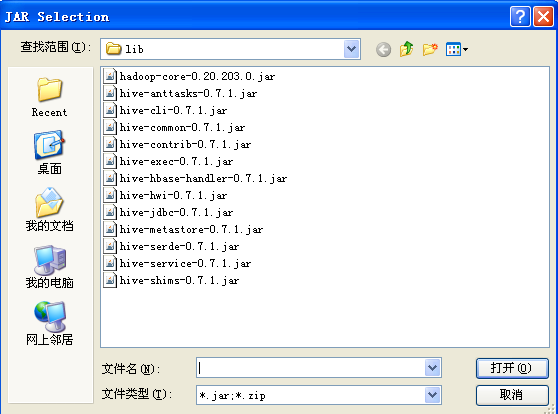 JAR Selection
查找范围(I):
lib
Recent
桌面
我的文档
我的电脑
网上邻居
hadoop-core-0.20.203.0.jar
hive-anttasks-0.7.1.jar
hive-cli-0.7.1.jar
hive-common-0.7.1.jar
hive-contrib-0.7.1.jar
hive-exec-0.7.1.jar
hive-hbase-handler-0.7.1.jar
hive-hwi-0.7.1.jar
hive-jdbc-0.7.1.jar
hive-metastore-0.7.1.jar
hive-serde-0.7.1.jar
hive-service-0.7.1.jar
hive-shims-0.7.1.jar
文件名(N):
打开(O)
文件类型(T):
*.jar;*.zip
取消